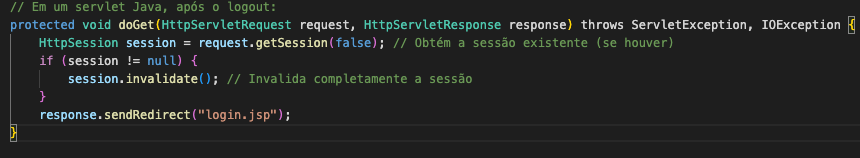 // Em um servlet Java, após o logout:
protected void doGet(HttpServletRequest request, HttpServletResponse response) throws ServletException, IOException {
    HttpSession session = request.getSession(false); // Obtém a sessão existente (se houver)
    if (session != null) {
        session.invalidate(); // Invalida completamente a sessão
    }
    response.sendRedirect("login.jsp");
}